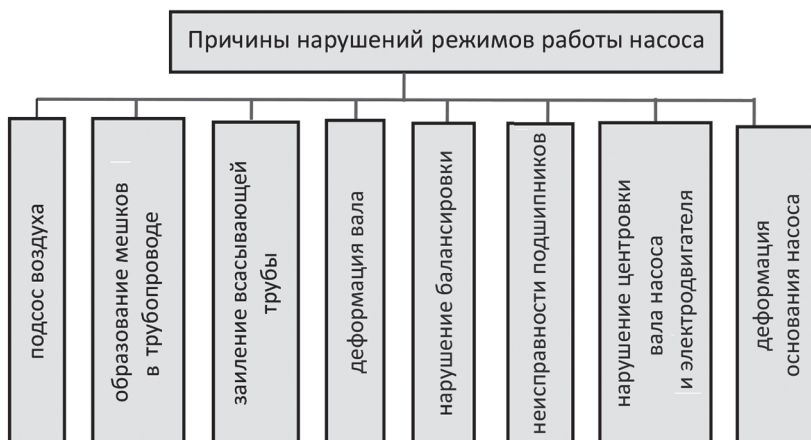 Причины нарушений режимов работы насоса
подсос воздуха
образование мешков
в трубопроводе
заиление всасывающей
трубы
деформация вала
нарушение балансировки
неисправности подшипников
нарушение центровки
вала насоса
и электродвигателя
деформация
основания насоса